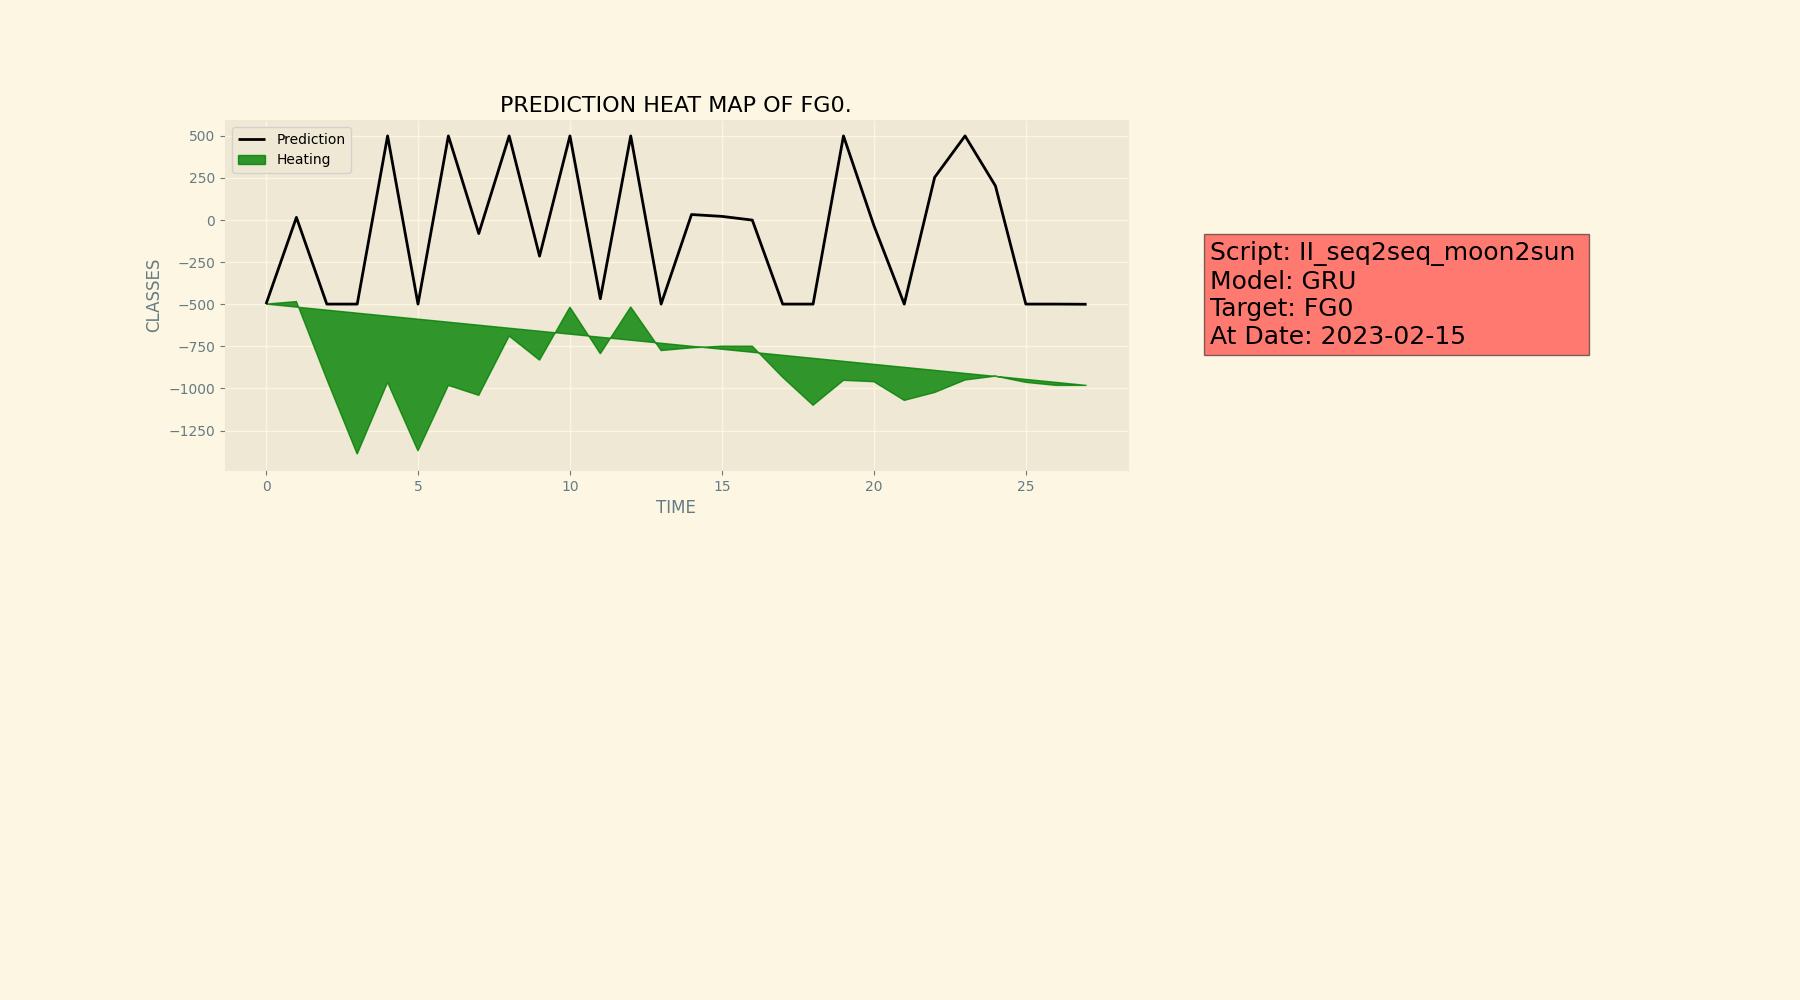 PREDICTION HEAT MAP OF FG0.
Prediction
Heating
500
250
0
−250
−500
−750
−1000
−1250
CLASSES
0 5 10 15 20 25
TIME
Script: II_seq2seq_moon2sun
Model: GRU
Target: FG0
At Date: 2023-02-15